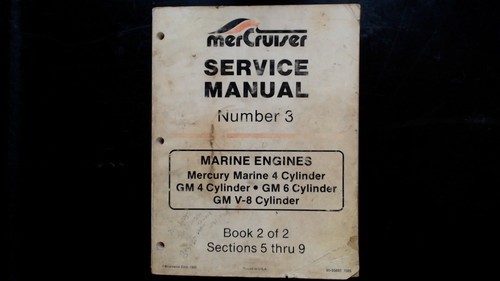 merCruiser
SERVICE
MANUAL
Number 3
MARINE ENGINES
Mercury Marine 4 Cylinder
GM 4 Cylinder • GM 6 Cylinder
GM V-8 Cylinder
Book 2 of 2
Sections 5 thru 9